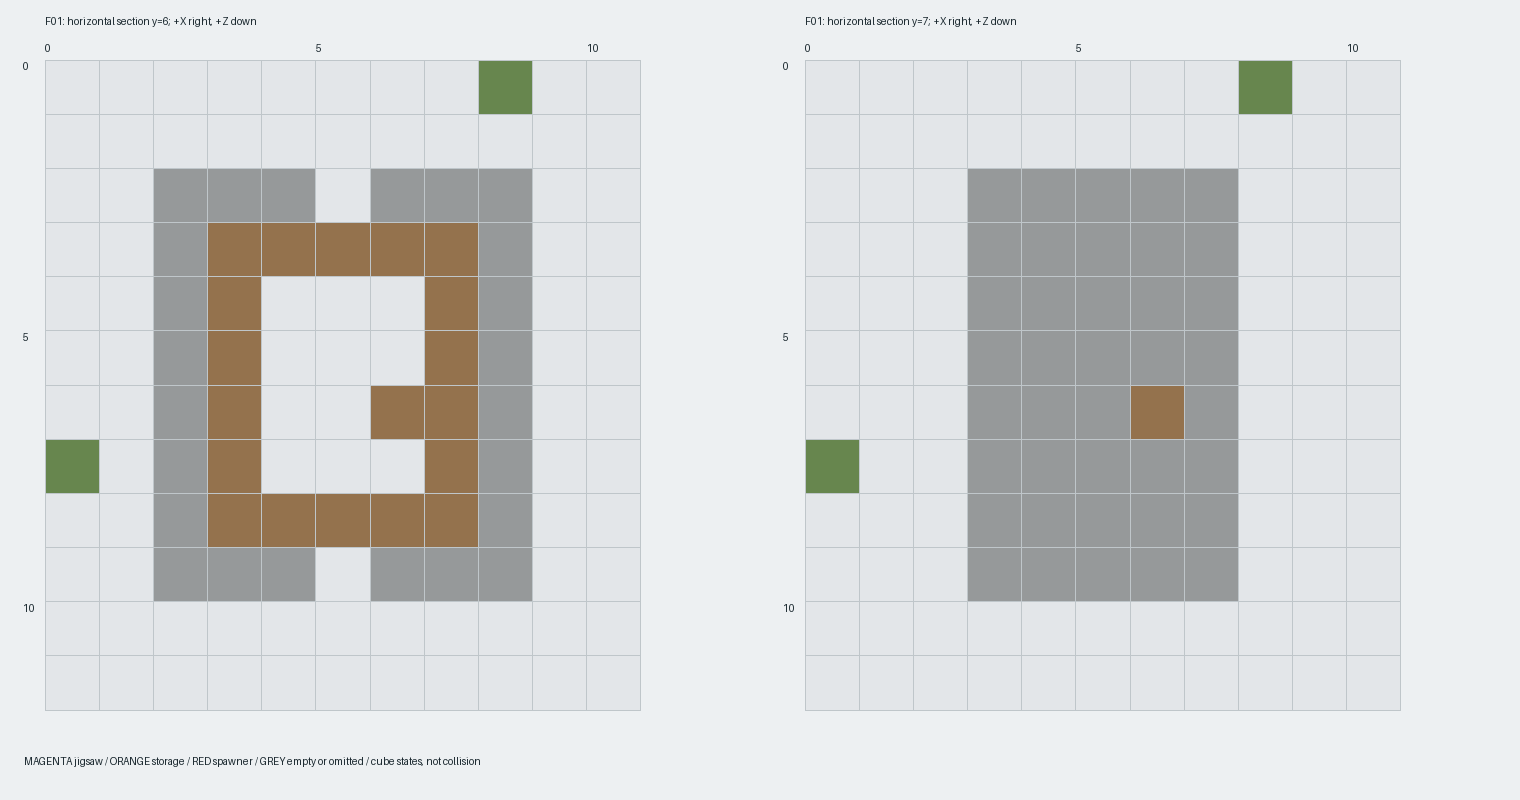 F01: horizontal section y=6; +X right, +Z down
F01: horizontal section y=7; +X right, +Z down
0 5 10
0 5 10
0
0
5
5
10
10
MAGENTA jigsaw / ORANGE storage / RED spawner / GREY empty or omitted / cube states, not collision